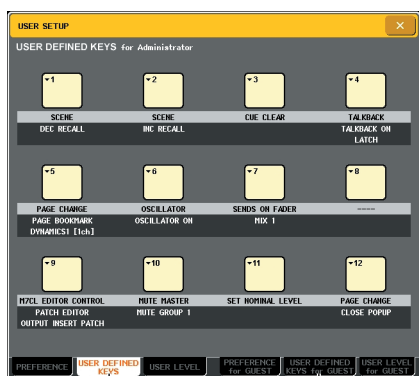 USER SETUP
USER DEFINED KEYS for Administrator
1
2
3
4
SCENE
SCENE
CUE CLEAR
TALKBACK
DEC RECALL
INC RECALL
TALKBACK ON
LATCH
5
6
7
8
PAGE CHANGE
OSCILLATOR
SENDS ON FADER
----
PAGE BOOKMARK
OSCILLATOR ON
MIX 1
DYNAMICS1 [1ch]
9
10
11
12
M7CL EDITOR CONTROL
MUTE MASTER
SET NOMINAL LEVEL
PAGE CHANGE
PATCH EDITOR
MUTE GROUP 1
CLOSE POPUP
OUTPUT INSERT PATCH
PREFERENCE
USER DEFINED
KEYS
USER LEVEL
PREFERENCE
for GUEST
USER DEFINED
KEYS for GUEST
USER LEVEL
for GUEST